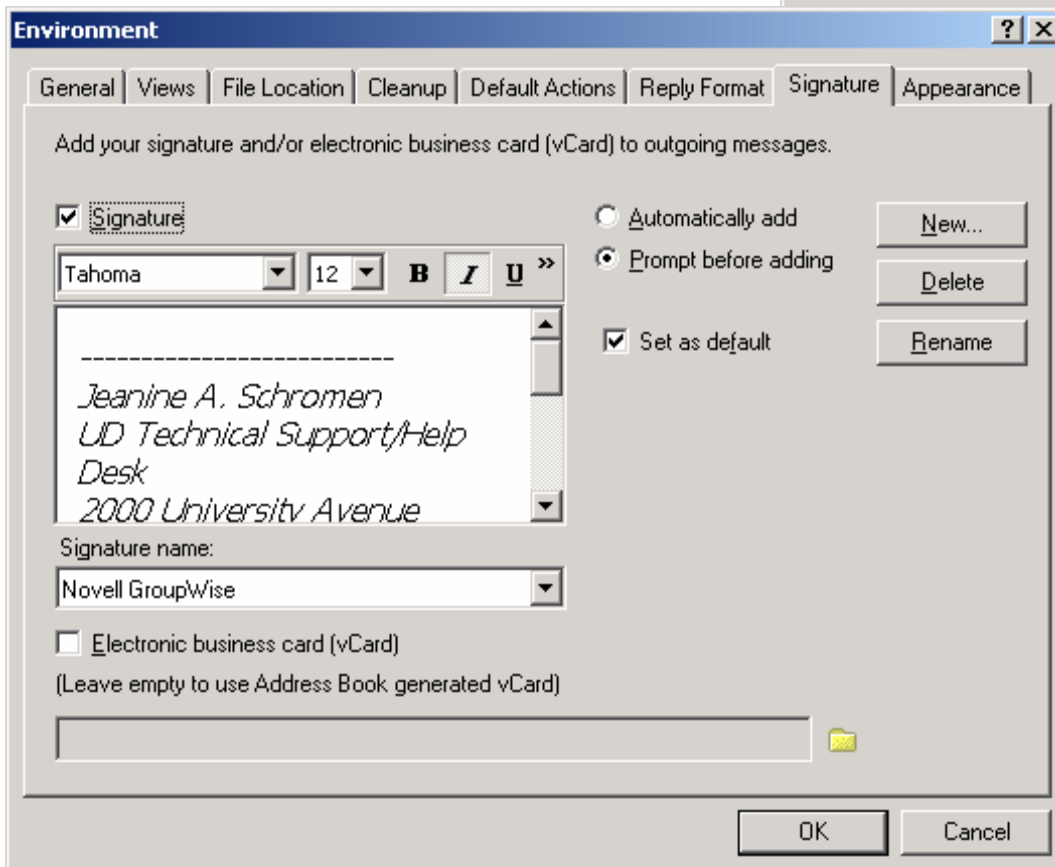 Environment
General Views File Location Cleanup Default Actions Reply Format Signature Appearance
Add your signature and/or electronic business card (vCard) to outgoing messages.
Signature
Automatically add
New...
Tahoma 12 B I U »
Prompt before adding
Delete
Set as default
Rename
--------------------------
Jeanine A. Schromen
UD Technical Support/Help
Desk
2000 University Avenue
Signature name:
Novell GroupWise
Electronic business card (vCard)
(Leave empty to use Address Book generated vCard)
OK Cancel